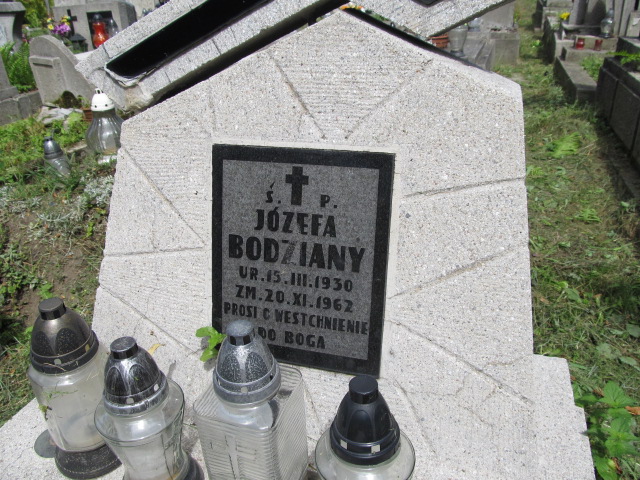 Ś. P.
JÓZEFA
BODZIANY
UR.15.III.1930
ZM.20.XI.1962
PROSI O WESTCHNIENIE
DO BOGA